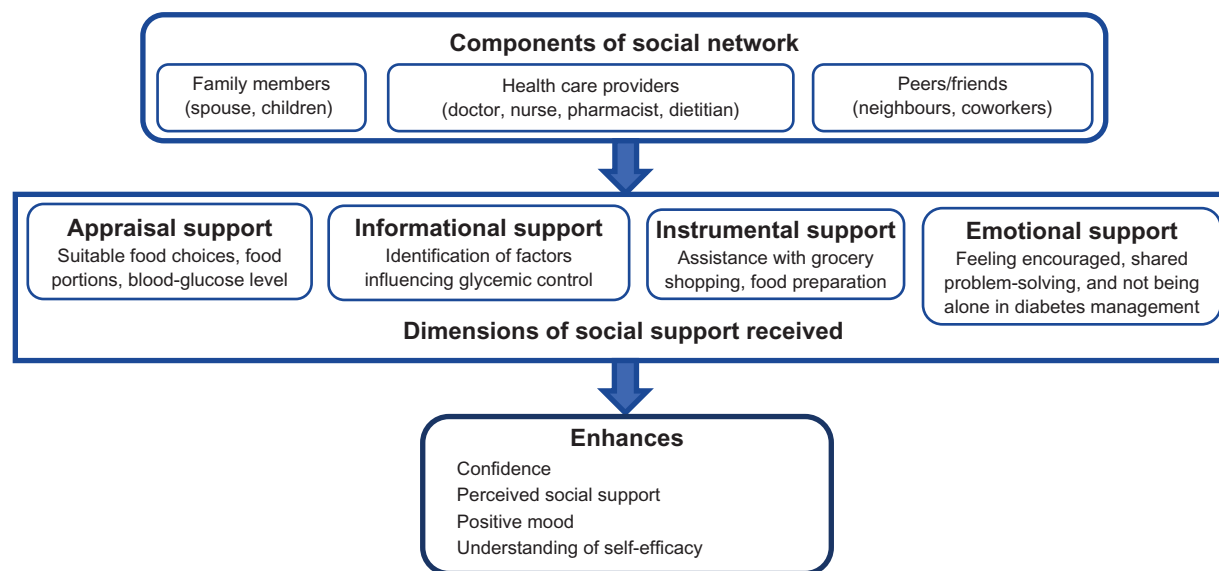 Components of social network
Family members
(spouse, children)
Health care providers
(doctor, nurse, pharmacist, dietitian)
Peers/friends
(neighbours, coworkers)
Appraisal support
Suitable food choices, food
portions, blood-glucose level
Informational support
Identification of factors
influencing glycemic control
Instrumental support
Assistance with grocery
shopping, food preparation
Emotional support
Feeling encouraged, shared
problem-solving, and not being
alone in diabetes management
Dimensions of social support received
Enhances
Confidence
Perceived social support
Positive mood
Understanding of self-efficacy